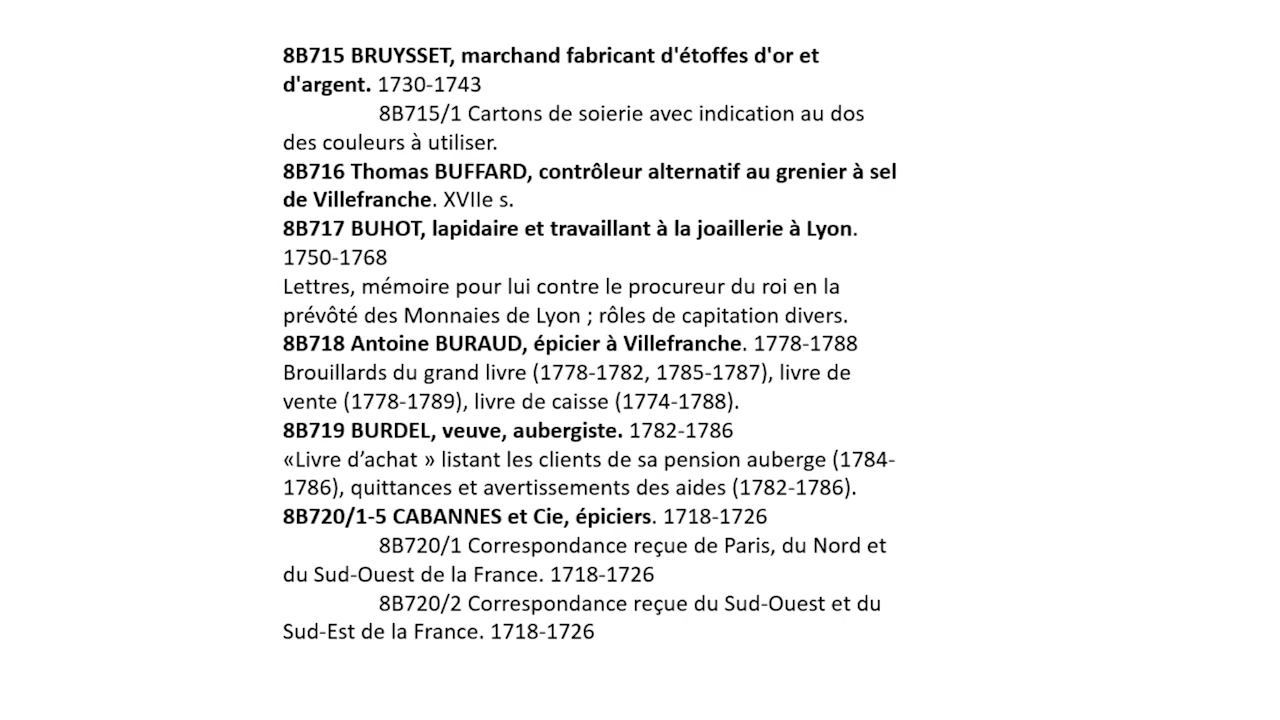 8B715 BRUYSSET, marchand fabricant d'étoffes d'or et
d'argent. 1730-1743
8B715/1 Cartons de soierie avec indication au dos
des couleurs à utiliser.
8B716 Thomas BUFFARD, contrôleur alternatif au grenier à sel
de Villefranche. XVIIe s.
8B717 BUHOT, lapidaire et travaillant à la joaillerie à Lyon.
1750-1768
Lettres, mémoire pour lui contre le procureur du roi en la
prévôté des Monnaies de Lyon ; rôles de capitation divers.
8B718 Antoine BURAUD, épicier à Villefranche. 1778-1788
Brouillards du grand livre (1778-1782, 1785-1787), livre de
vente (1778-1789), livre de caisse (1774-1788).
8B719 BURDEL, veuve, aubergiste. 1782-1786
«Livre d’achat » listant les clients de sa pension auberge (1784-
1786), quittances et avertissements des aides (1782-1786).
8B720/1-5 CABANNES et Cie, épiciers. 1718-1726
8B720/1 Correspondance reçue de Paris, du Nord et
du Sud-Ouest de la France. 1718-1726
8B720/2 Correspondance reçue du Sud-Ouest et du
Sud-Est de la France. 1718-1726